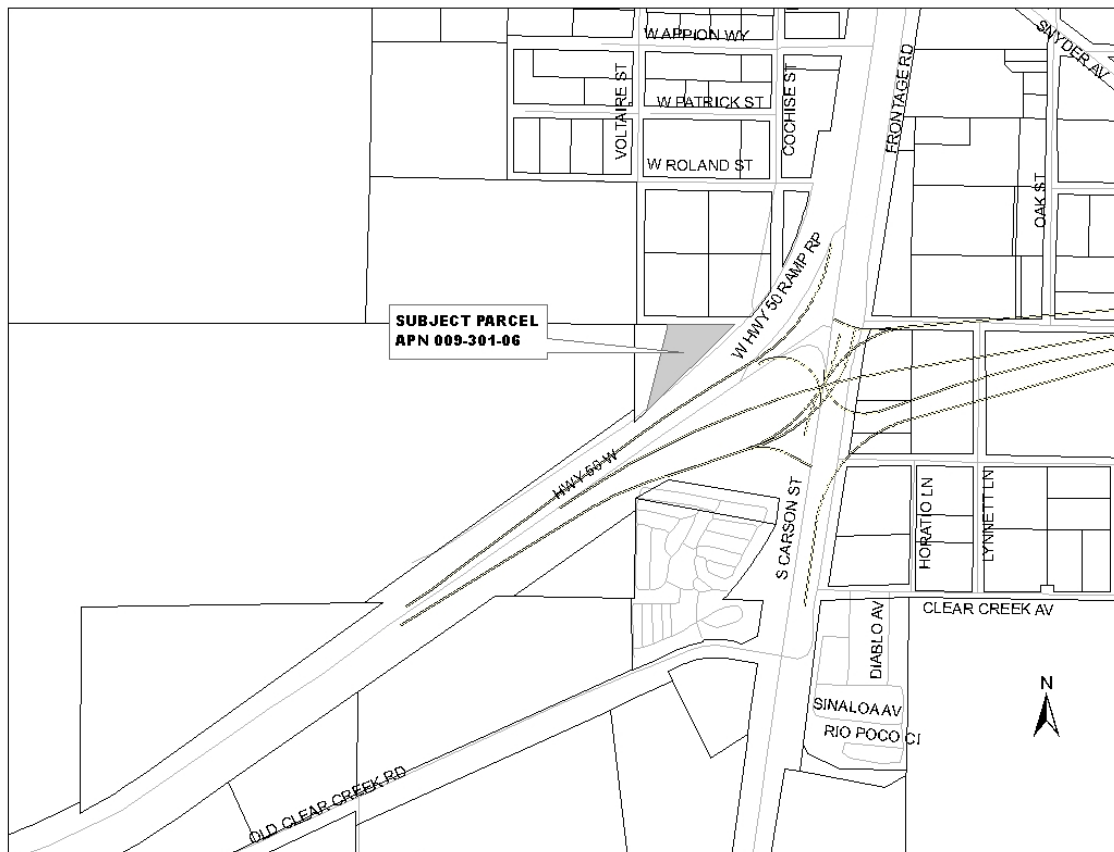 W APPION WY
SNYDER AV
FRONTAGE RD
VOLTAIRE ST
COCHISE ST
W PATRICK ST
W ROLAND ST
OAK ST
W HWY 50 RAMP RP
SUBJECT PARCEL
APN 009-301-06
HWY 50 W
S CARSON ST
HORATIO LN
LYNNETT LN
CLEAR CREEK AV
DIABLO AV
N
SINALOA AV
RIO POCO CI
OLD CLEAR CREEK RD